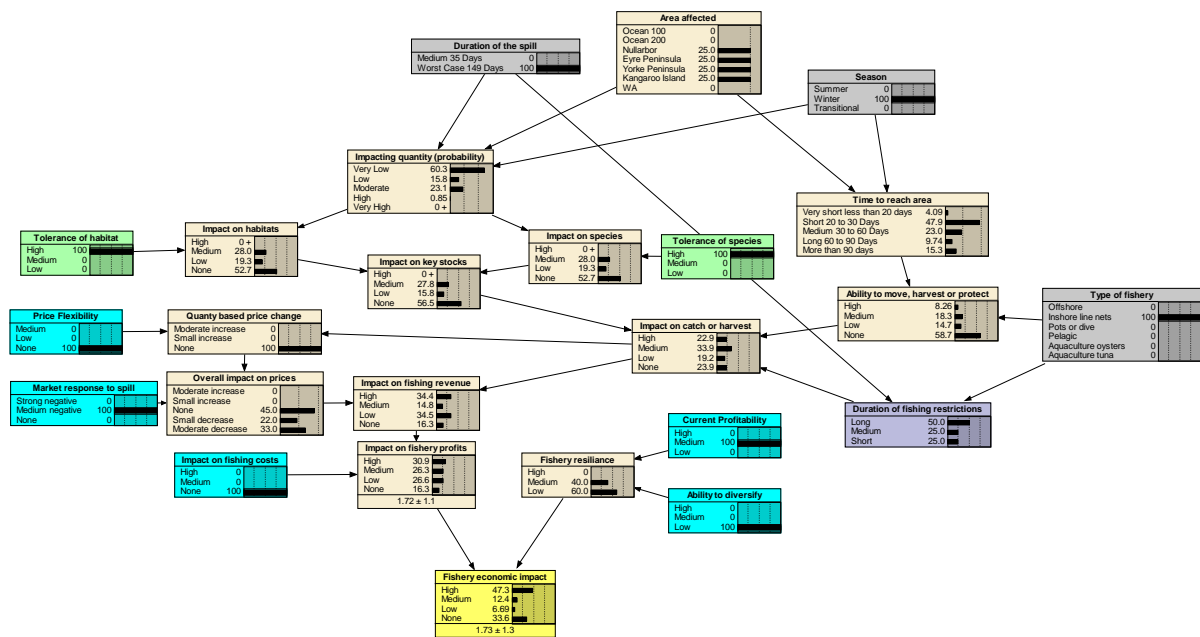 Area affected
Ocean 100 0
Ocean 200 0
Nullarbor 25.0
Eyre Peninsula 25.0
Yorke Peninsula 25.0
Kangaroo Island 25.0
WA 0
Duration of the spill
Medium 35 Days 0
Worst Case 149 Days 100
Season
Summer 0
Winter 100
Transitional 0
Impacting quantity (probability)
Very Low 60.3
Low 15.8
Moderate 23.1
High 0.85
Very High 0 +
Time to reach area
Very short less than 20 days 4.09
Short 20 to 30 Days 47.9
Medium 30 to 60 Days 23.0
Long 60 to 90 Days 9.74
More than 90 days 15.3
Tolerance of habitat
High 100
Medium 0
Low 0
Impact on habitats
High 0 +
Medium 28.0
Low 19.3
None 52.7
Impact on species
High 0 +
Medium 28.0
Low 19.3
None 52.7
Tolerance of species
High 100
Medium 0
Low 0
Impact on key stocks
High 0 +
Medium 27.8
Low 15.8
None 56.5
Ability to move, harvest or protect
High 8.26
Medium 18.3
Low 14.7
None 58.7
Type of fishery
Offshore 0
Inshore line nets 100
Pots or dive 0
Pelagic 0
Aquaculture oysters 0
Aquaculture tuna 0
Price Flexibility
Medium 0
Low 0
None 100
Quanty based price change
Moderate increase 0
Small increase 0
None 100
Impact on catch or harvest
High 22.9
Medium 33.9
Low 19.2
None 23.9
Market response to spill
Strong negative 0
Medium negative 100
None 0
Overall impact on prices
Moderate increase 0
Small increase 0
None 45.0
Small decrease 22.0
Moderate decrease 33.0
Impact on fishing revenue
High 34.4
Medium 14.8
Low 34.5
None 16.3
Duration of fishing restrictions
Long 50.0
Medium 25.0
Short 25.0
Current Profitability
High 0
Medium 100
Low 0
Impact on fishing costs
High 0
Medium 0
None 100
Impact on fishery profits
High 30.9
Medium 26.3
Low 26.6
None 16.3
1.72 ± 1.1
Fishery resiliance
High 0
Medium 40.0
Low 60.0
Ability to diversify
High 0
Medium 0
Low 100
Fishery economic impact
High 47.3
Medium 12.4
Low 6.69
None 33.6
1.73 ± 1.3